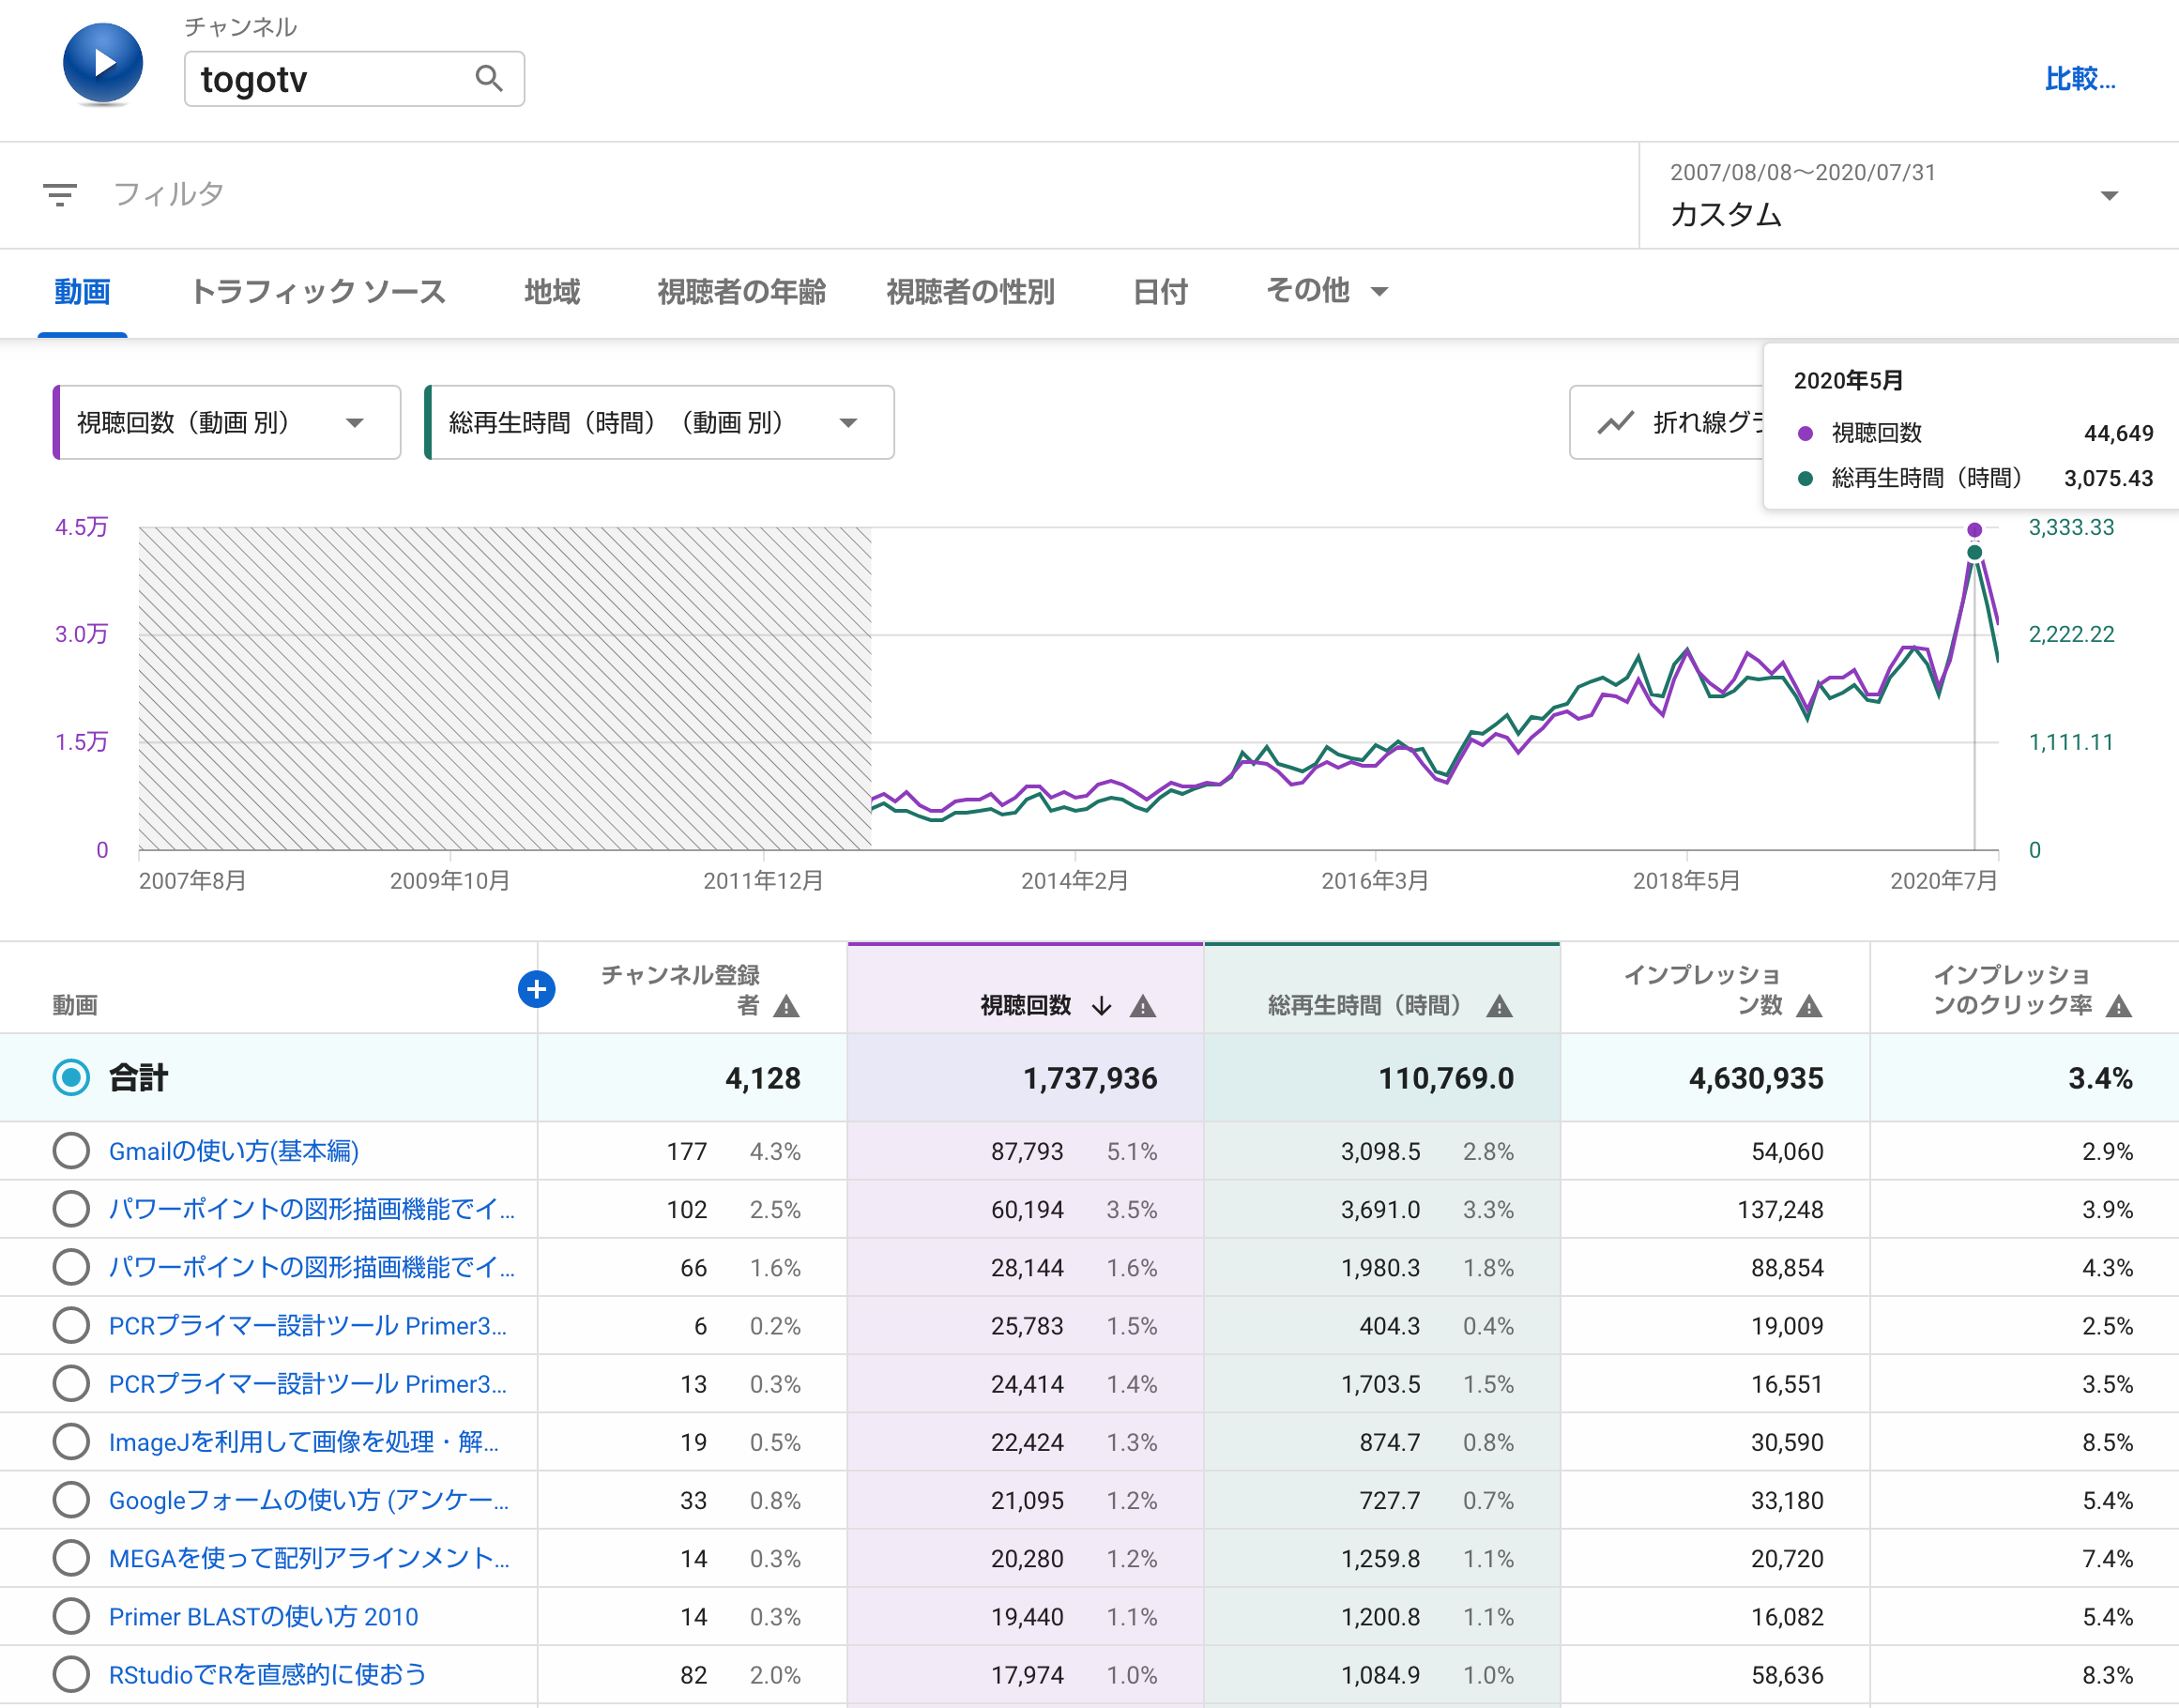 チャンネル
togotv
比較...
フィルタ
2007/08/08～2020/07/31
カスタム
動画 トラフィック ソース 地域 視聴者の年齢 視聴者の性別 日付 その他
視聴回数（動画 別） 総再生時間（時間）（動画 別） 折れ線グ
2020年5月
視聴回数 44,649
総再生時間（時間） 3,075.43
4.5万 3,333.33
3.0万 2,222.22
1.5万 1,111.11
0 0
2007年8月 2009年10月 2011年12月 2014年2月 2016年3月 2018年5月 2020年7月
動画 チャンネル登録者 視聴回数 総再生時間（時間） インプレッション数 インプレッションのクリック率
合計 4,128 1,737,936 110,769.0 4,630,935 3.4%
Gmailの使い方(基本編) 177 4.3% 87,793 5.1% 3,098.5 2.8% 54,060 2.9%
パワーポイントの図形描画機能でイ... 102 2.5% 60,194 3.5% 3,691.0 3.3% 137,248 3.9%
パワーポイントの図形描画機能でイ... 66 1.6% 28,144 1.6% 1,980.3 1.8% 88,854 4.3%
PCRプライマー設計ツール Primer3... 6 0.2% 25,783 1.5% 404.3 0.4% 19,009 2.5%
PCRプライマー設計ツール Primer3... 13 0.3% 24,414 1.4% 1,703.5 1.5% 16,551 3.5%
ImageJを利用して画像を処理・解... 19 0.5% 22,424 1.3% 874.7 0.8% 30,590 8.5%
Googleフォームの使い方 (アンケー... 33 0.8% 21,095 1.2% 727.7 0.7% 33,180 5.4%
MEGAを使って配列アラインメント... 14 0.3% 20,280 1.2% 1,259.8 1.1% 20,720 7.4%
Primer BLASTの使い方 2010 14 0.3% 19,440 1.1% 1,200.8 1.1% 16,082 5.4%
RStudioでRを直感的に使おう 82 2.0% 17,974 1.0% 1,084.9 1.0% 58,636 8.3%